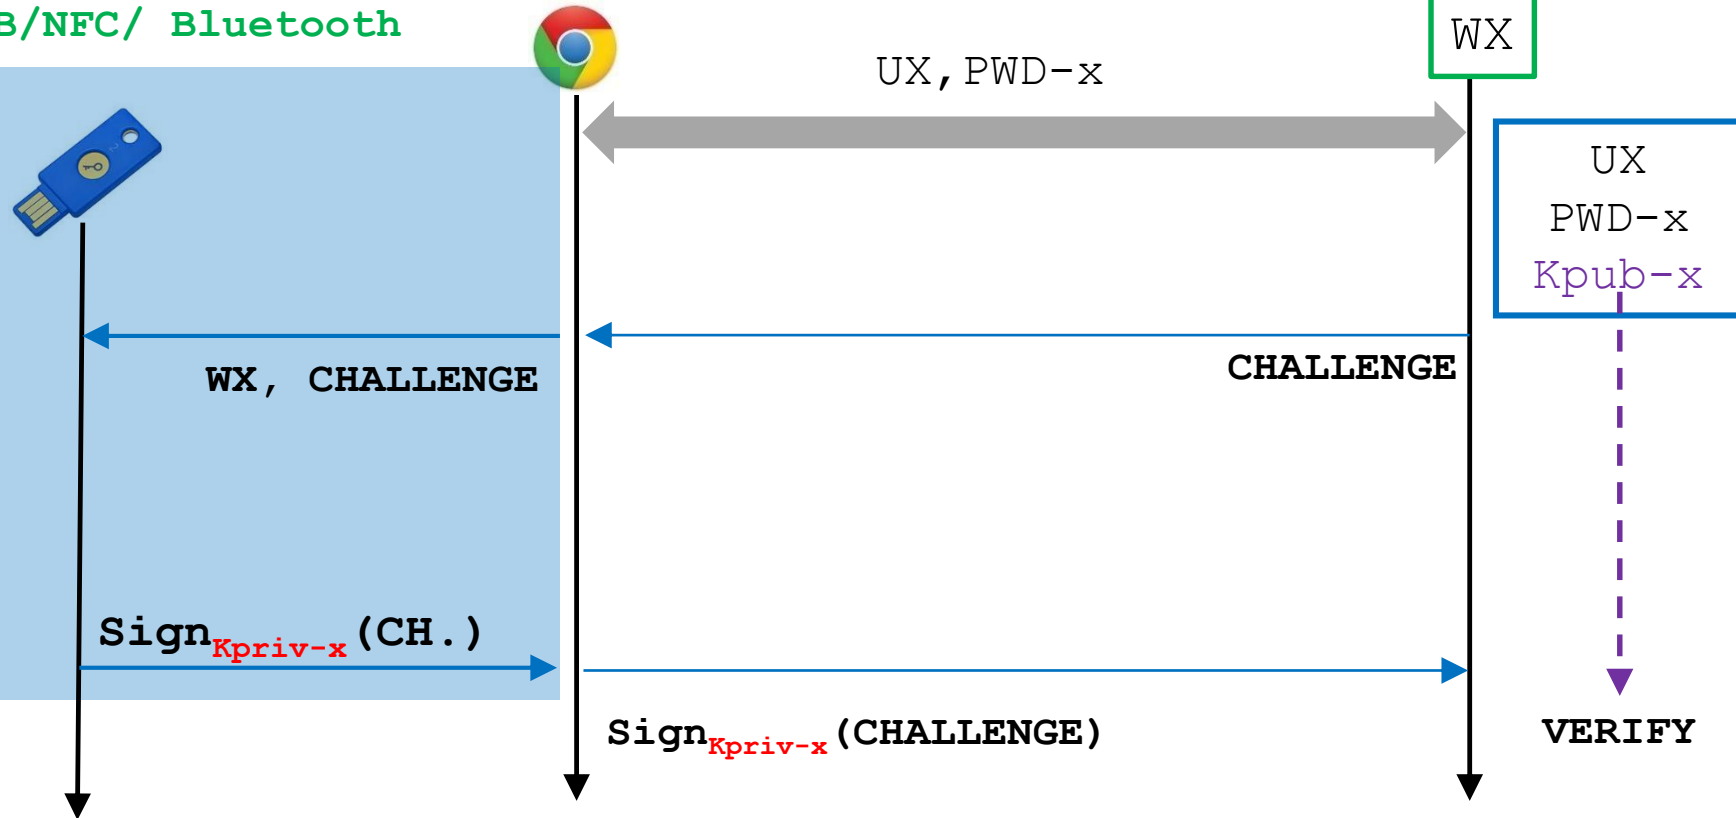 B/NFC/ Bluetooth
WX
UX,PWD-x
UX
PWD-x
Kpub-x
WX, CHALLENGE
CHALLENGE
SignKpriv-x(CH.)
SignKpriv-x(CHALLENGE)
VERIFY